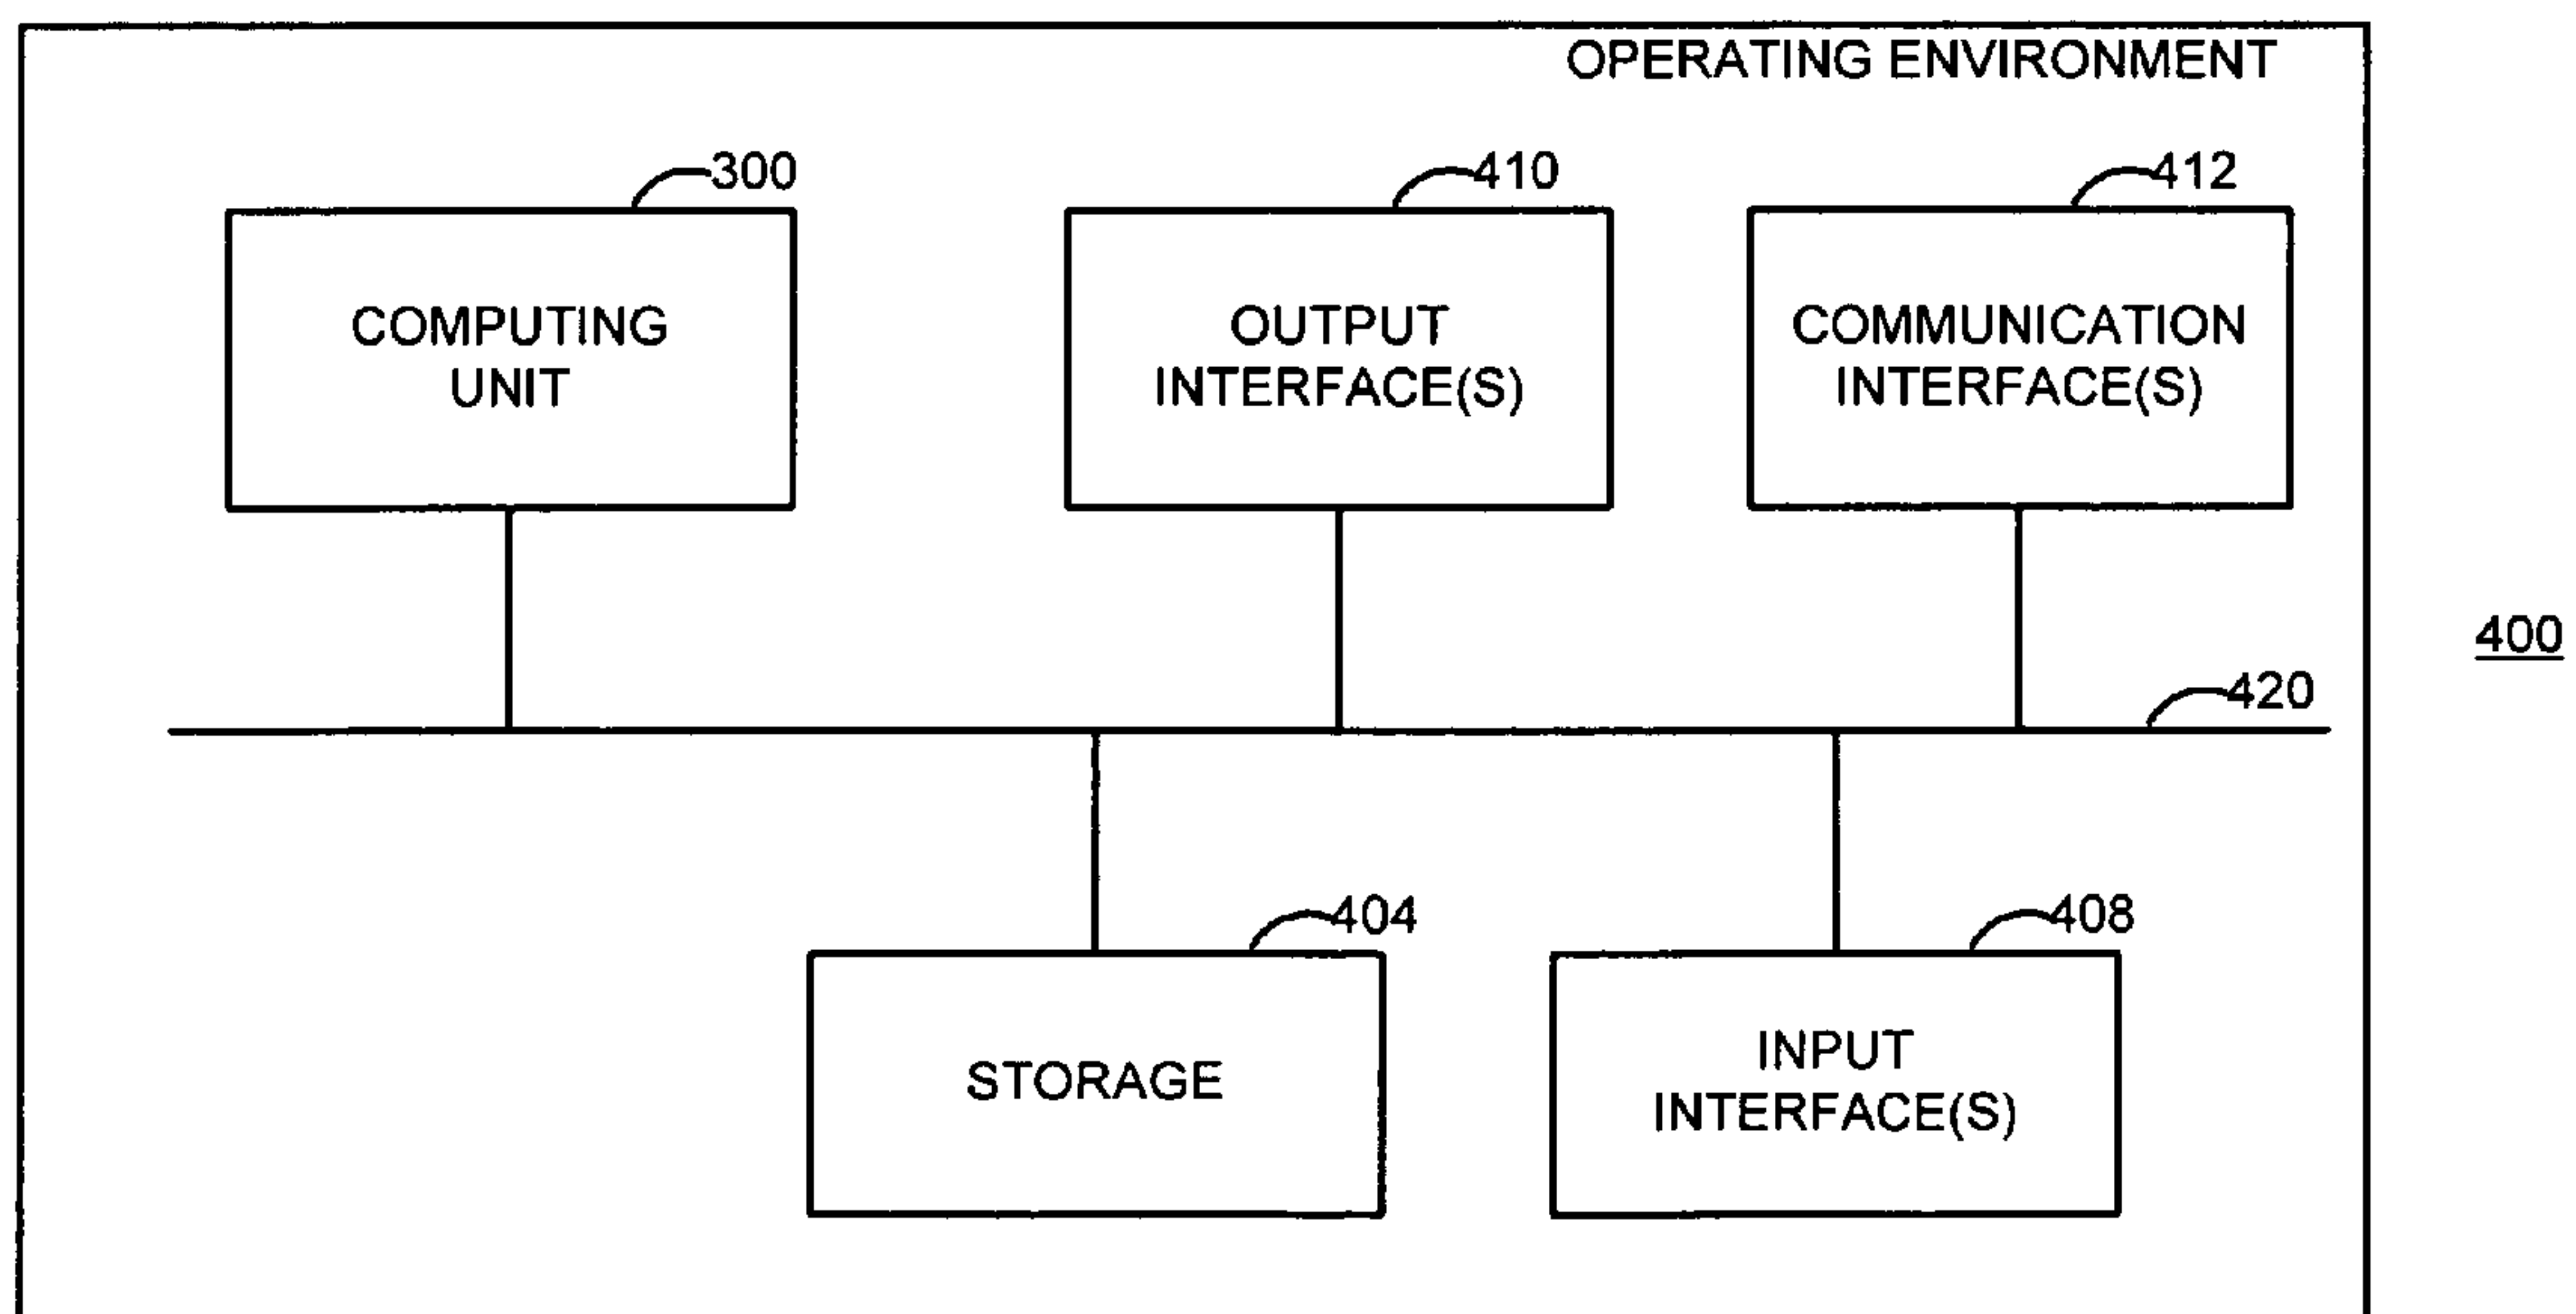 OPERATING ENVIRONMENT
300
410
412
COMPUTING
UNIT
OUTPUT
INTERFACE(S)
COMMUNICATION
INTERFACE(S)
400
420
404
408
STORAGE
INPUT
INTERFACE(S)